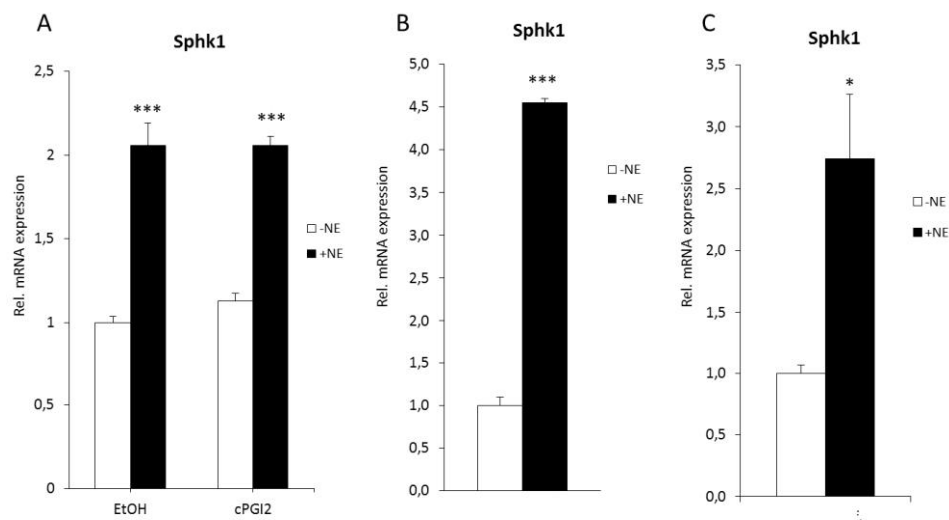 A
Sphk1
Rel. mRNA expression
2,5
2
1,5
1
0,5
0
***
***
EtOH
cPGI2
-NE
+NE
B
Sphk1
Rel. mRNA expression
5,0
4,5
4,0
3,5
3,0
2,5
2,0
1,5
1,0
0,5
0,0
***
-NE
+NE
C
Sphk1
Rel. mRNA expression
3,5
3,0
2,5
2,0
1,5
1,0
0,5
0,0
*
-NE
+NE